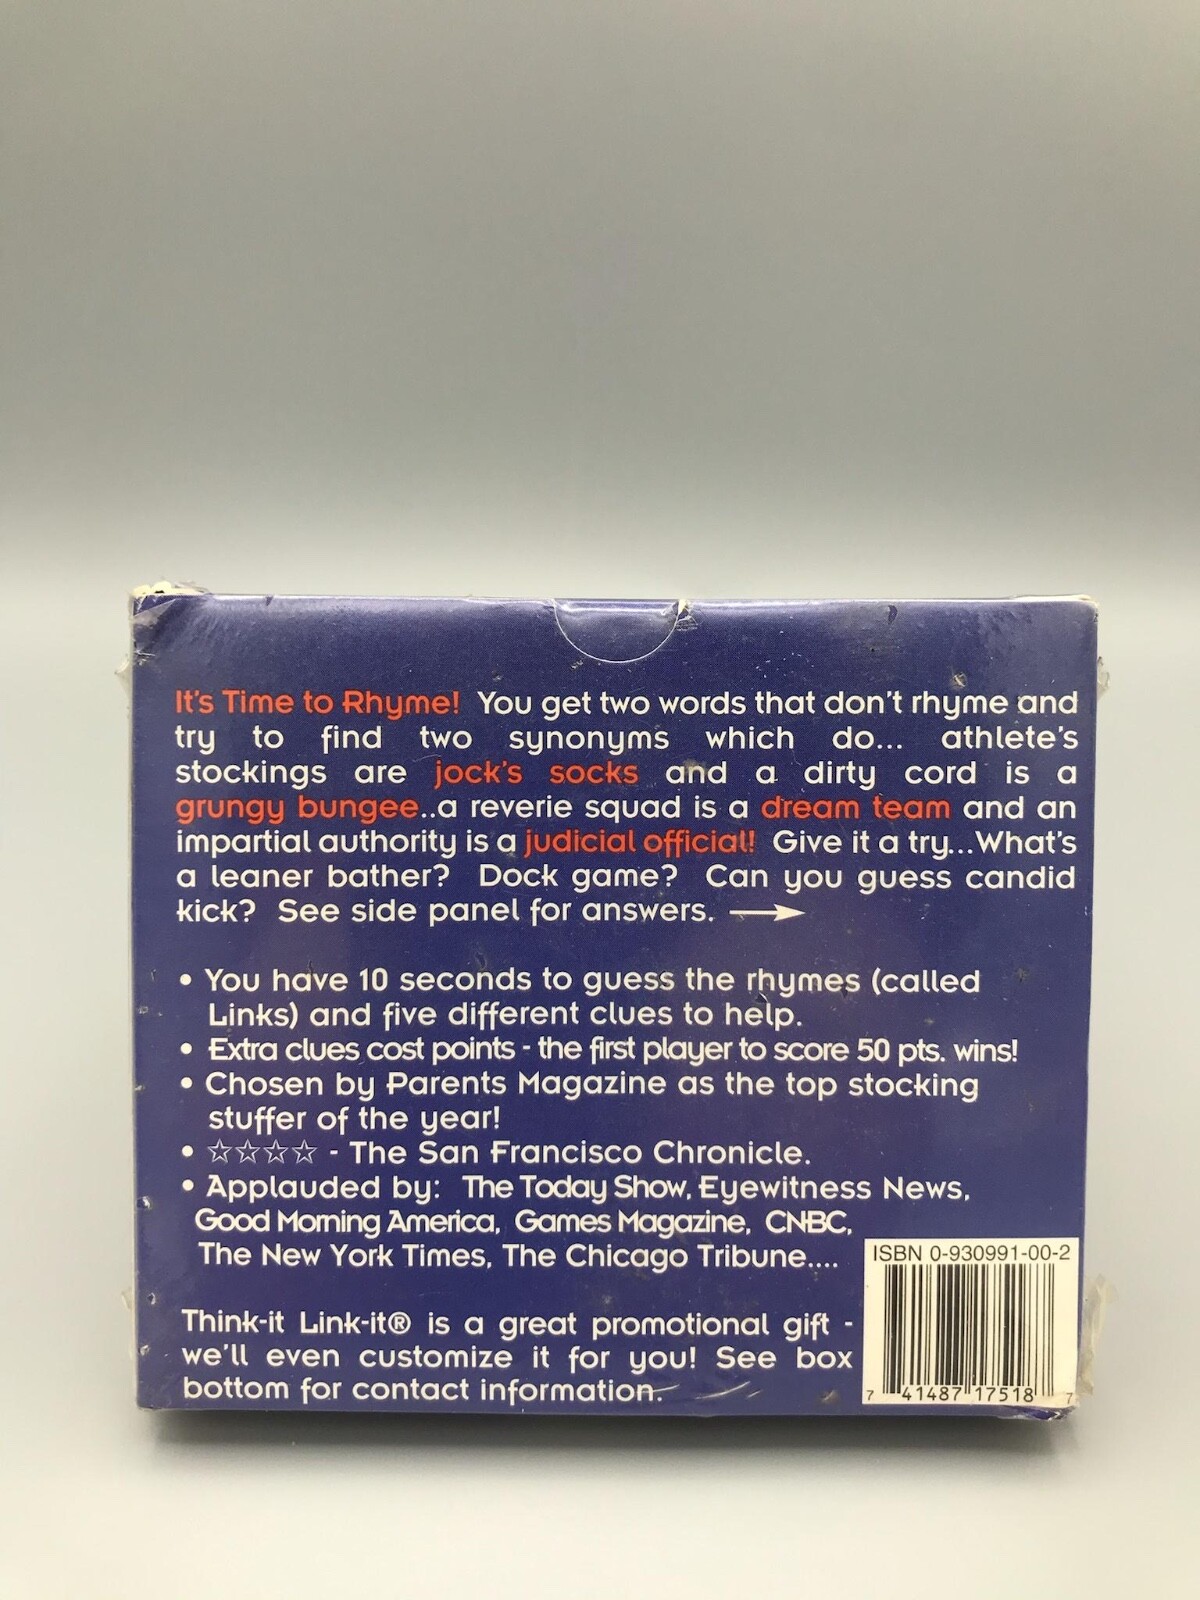 It's Time to Rhyme! You get two words that don't rhyme and
try to find two synonyms which do... athlete's
stockings are jock's socks and a dirty cord is a
grungy bungee..a reverie squad is a dream team and an
impartial authority is a judicial official! Give it a try...What's
a leaner bather? Dock game? Can you guess candid
kick? See side panel for answers.
• You have 10 seconds to guess the rhymes (called
Links) and five different clues to help.
• Extra clues cost points - the first player to score 50 pts. wins!
• Chosen by Parents Magazine as the top stocking
stuffer of the year!
• ☆☆☆☆ - The San Francisco Chronicle.
• Applauded by: The Today Show, Eyewitness News,
Good Morning America, Games Magazine, CNBC,
The New York Times, The Chicago Tribune....
Think-it Link-it® is a great promotional gift -
we'll even customize it for you! See box
bottom for contact information.
ISBN 0-930991-00-2
7 41487 17518 7